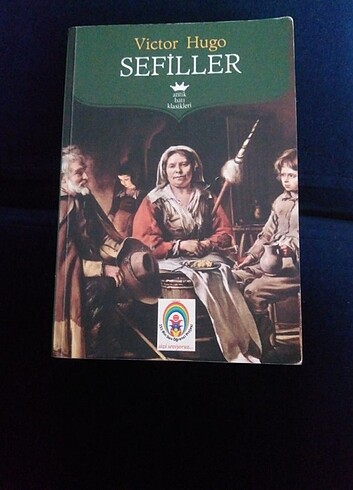 Victor Hugo
SEFİLLER
antik
batı
klasikleri